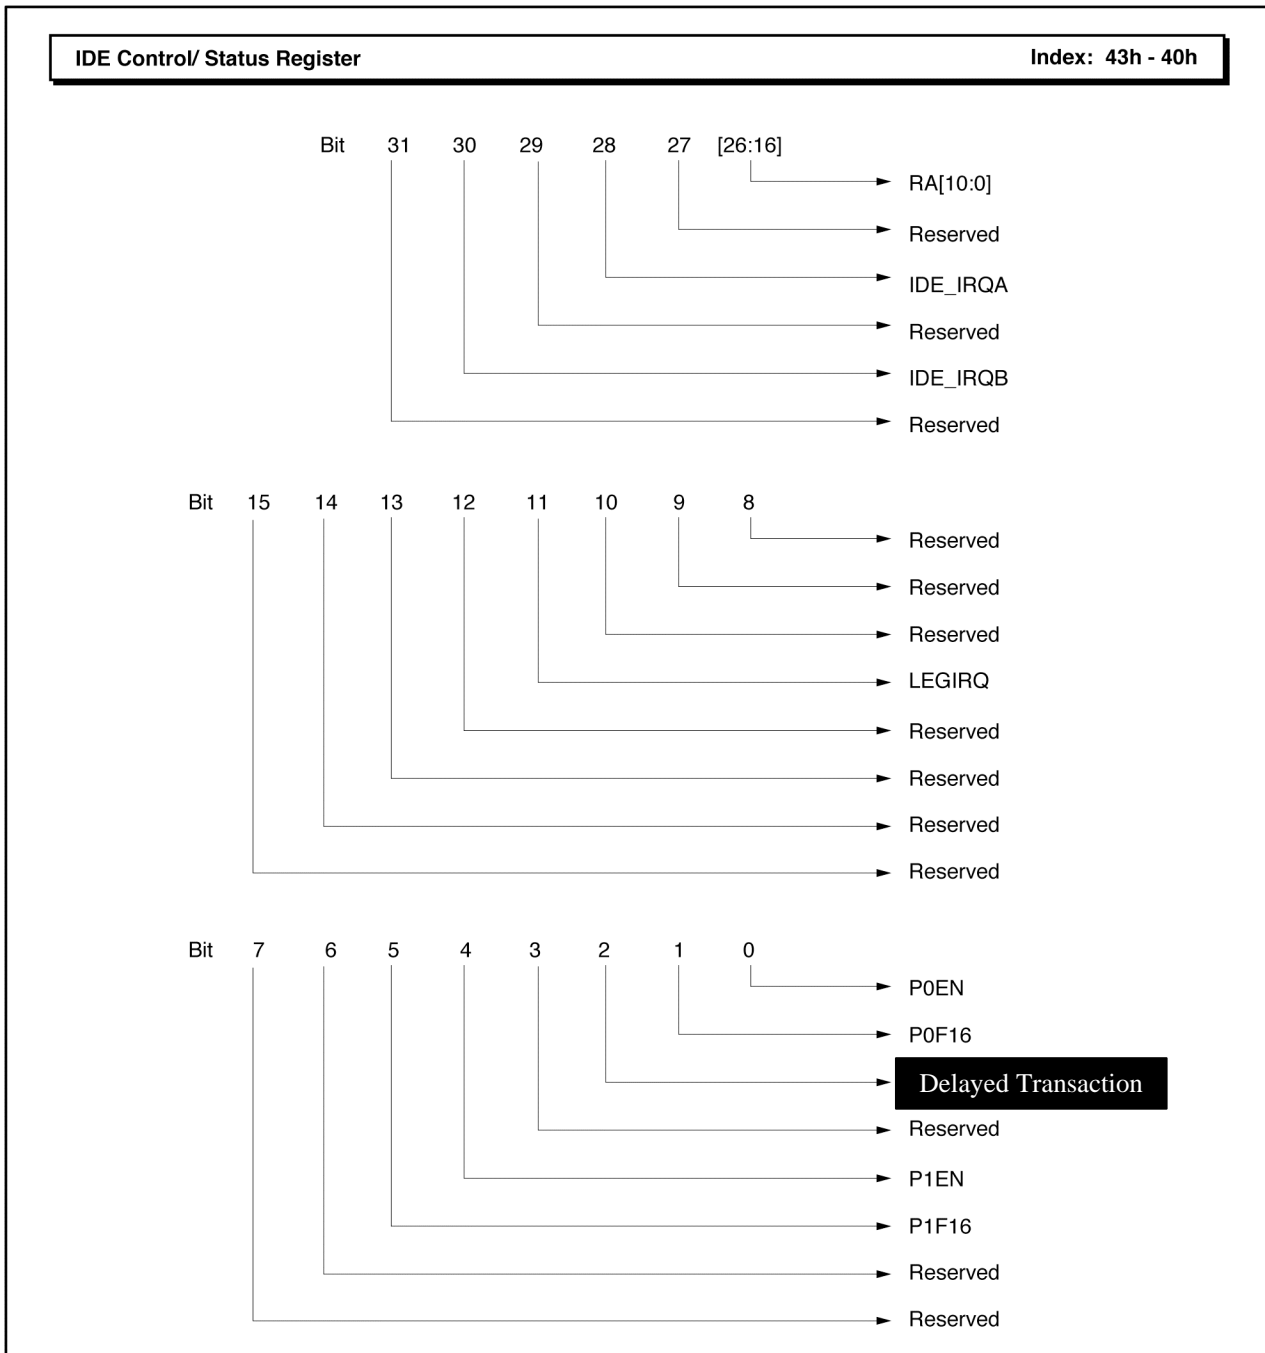 IDE Control/ Status Register Index: 43h - 40h
Bit 31 30 29 28 27 [26:16]
RA[10:0]
Reserved
IDE_IRQA
Reserved
IDE_IRQB
Reserved
Bit 15 14 13 12 11 10 9 8
Reserved
Reserved
Reserved
LEGIRQ
Reserved
Reserved
Reserved
Reserved
Bit 7 6 5 4 3 2 1 0
P0EN
P0F16
Delayed Transaction
Reserved
P1EN
P1F16
Reserved
Reserved